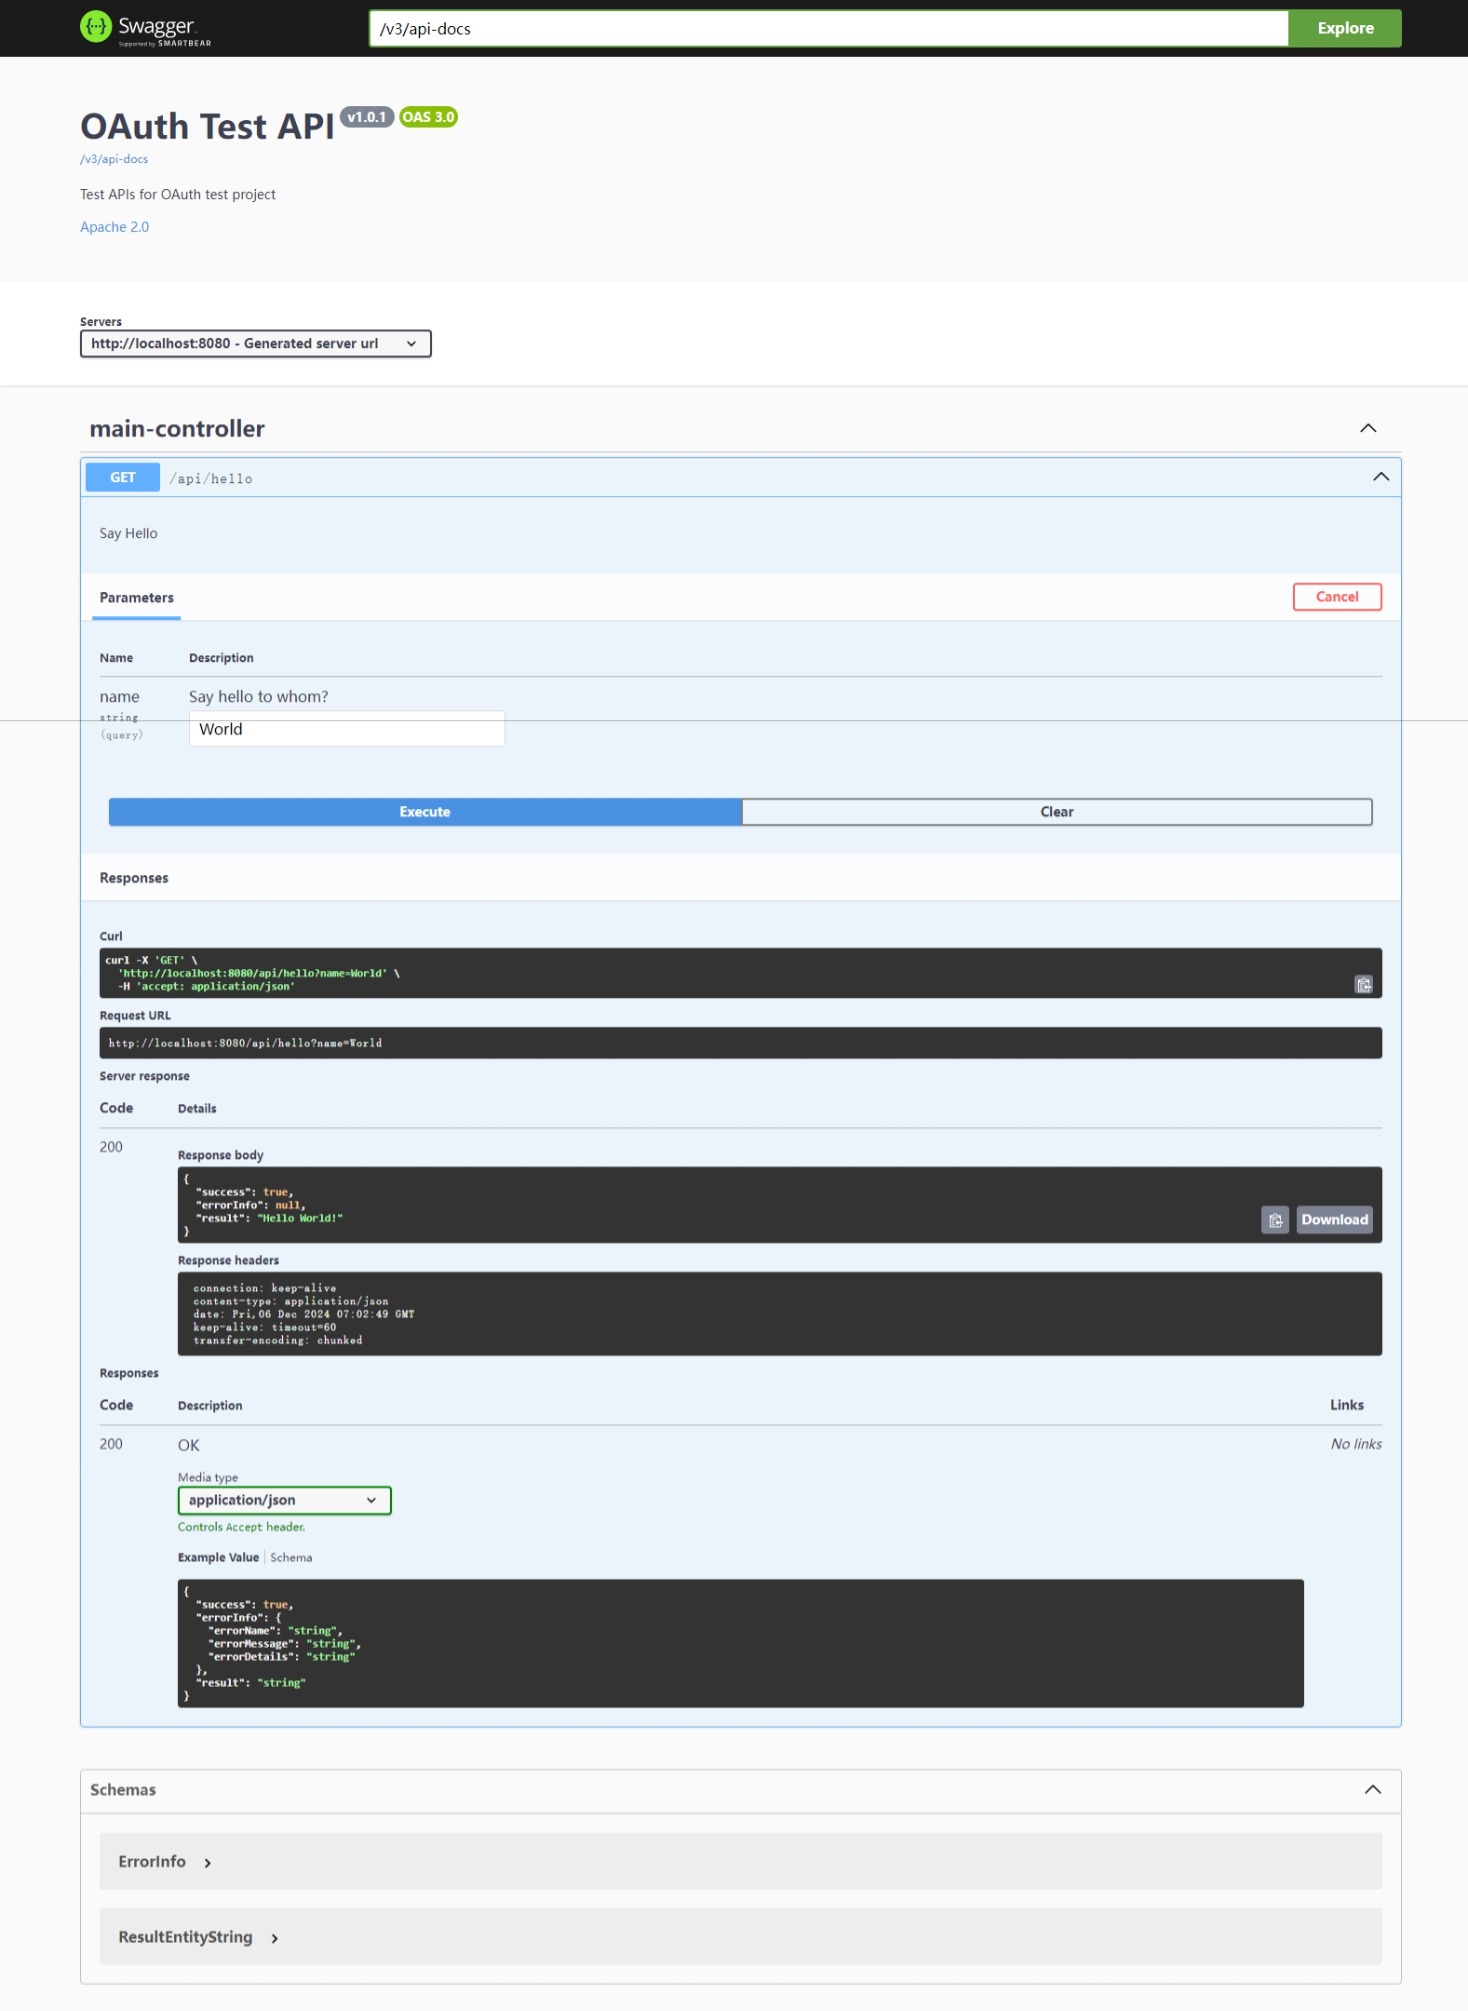 Swagger
Supported by SMARTBEAR
/v3/api-docs
Explore
OAuth Test API v1.0.1 OAS 3.0
/v3/api-docs
Test APIs for OAuth test project
Apache 2.0
Servers
http://localhost:8080 - Generated server url
main-controller
GET /api/hello
Say Hello
Parameters
Cancel
Name Description
name Say hello to whom?
string
(query)
World
Execute Clear
Responses
Curl
curl -X 'GET' \
'http://localhost:8080/api/hello?name=World' \
-H 'accept: application/json'
Request URL
http://localhost:8080/api/hello?name=World
Server response
Code Details
200
Response body
{
"success": true,
"errorInfo": null,
"result": "Hello World!"
}
Download
Response headers
connection: keep-alive
content-type: application/json
date: Fri,06 Dec 2024 07:02:49 GMT
keep-alive: timeout=60
transfer-encoding: chunked
Responses
Code Description Links
200 OK No links
Media type
application/json
Controls Accept header.
Example Value Schema
{
"success": true,
"errorInfo": {
"errorName": "string",
"errorMessage": "string",
"errorDetails": "string"
},
"result": "string"
}
Schemas
ErrorInfo
ResultEntityString